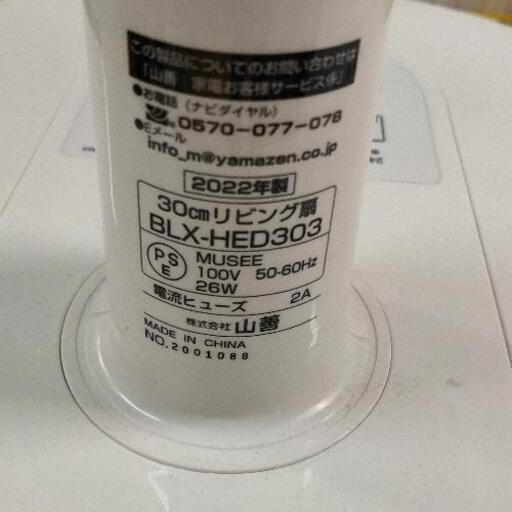 この製品についてのお問い合わせは
「山善 家電お客様サービス係」
●お電話(ナビダイヤル)
0570-077-078
●Eメール
info_m@yamazen.co.jp
2022年製
30cmリビング扇
BLX-HED303
PSE
MUSEE
100V 50-60Hz
26W
電流ヒューズ 2A
株式会社 山善
MADE IN CHINA
NO.2001088